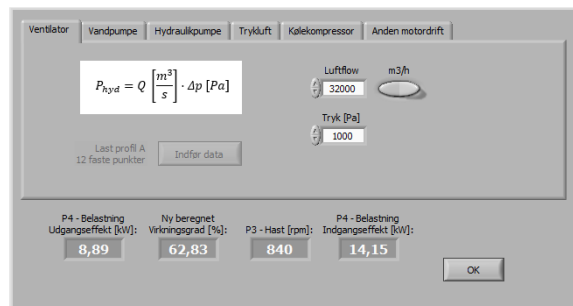 Ventilator Vandpumpe Hydraulikpumpe Trykluft Kølekompressor Anden motordrift
Luftflow m3/h
P_hyd = Q [m³/s] · Δp [Pa]
32000
Tryk [Pa]
1000
Last profil A
12 faste punkter
Indfør data
P4 - Belastning Udgangseffekt [kW]:
8,89
Ny beregnet Virkningsgrad [%]:
62,83
P3 - Hast [rpm]:
840
P4 - Belastning Indgangseffekt [kW]:
14,15
OK